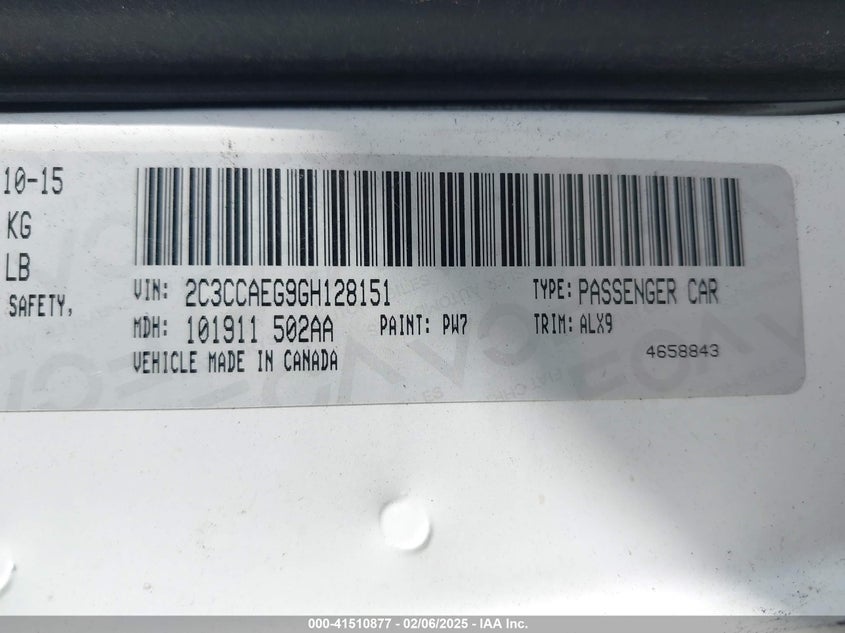 10-15
KG
LB
SAFETY,
VIN: 2C3CCAEG9GH128151 TYPE: PASSENGER CAR
MDH: 101911 502AA PAINT: PW7 TRIM: ALX9
VEHICLE MADE IN CANADA 4658843
000-41510877 - 02/06/2025 - IAA Inc.